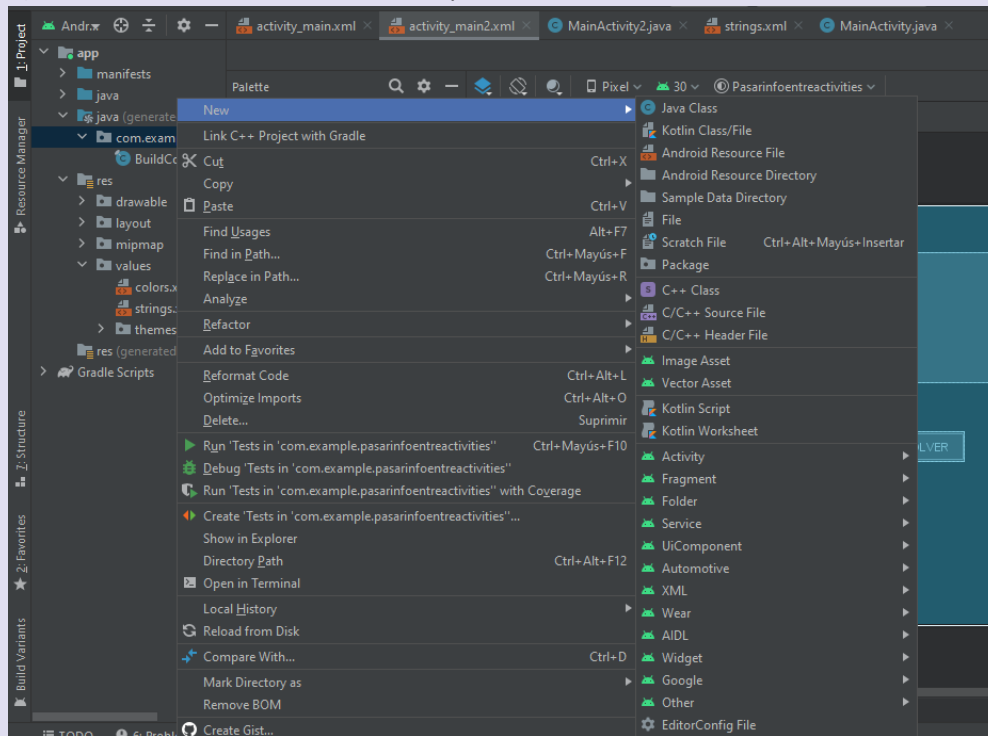 1: Project
Resource Manager
Z: Structure
2: Favorites
Build Variants
Andr..
activity_main.xml
activity_main2.xml
MainActivity2.java
strings.xml
MainActivity.java
app
manifests
java
java (generate
com.exam
BuildCo
res
drawable
layout
mipmap
values
colors.x
strings.
themes
res (generated
Gradle Scripts
Palette
Pixel
30
Pasarinfoentreactivities
New
Link C++ Project with Gradle
Cut Ctrl+X
Copy
Paste Ctrl+V
Find Usages Alt+F7
Find in Path... Ctrl+Mayús+F
Replace in Path... Ctrl+Mayús+R
Analyze
Refactor
Add to Favorites
Reformat Code Ctrl+Alt+L
Optimize Imports Ctrl+Alt+O
Delete... Suprimir
Run 'Tests in 'com.example.pasarinfoentreactivities'' Ctrl+Mayús+F10
Debug 'Tests in 'com.example.pasarinfoentreactivities''
Run 'Tests in 'com.example.pasarinfoentreactivities'' with Coverage
Create 'Tests in 'com.example.pasarinfoentreactivities''...
Show in Explorer
Directory Path Ctrl+Alt+F12
Open in Terminal
Local History
Reload from Disk
Compare With... Ctrl+D
Mark Directory as
Remove BOM
Create Gist...
Java Class
Kotlin Class/File
Android Resource File
Android Resource Directory
Sample Data Directory
File
Scratch File Ctrl+Alt+Mayús+Insertar
Package
C++ Class
C/C++ Source File
C/C++ Header File
Image Asset
Vector Asset
Kotlin Script
Kotlin Worksheet
Activity
Fragment
Folder
Service
UiComponent
Automotive
XML
Wear
AIDL
Widget
Google
Other
EditorConfig File
OLVER